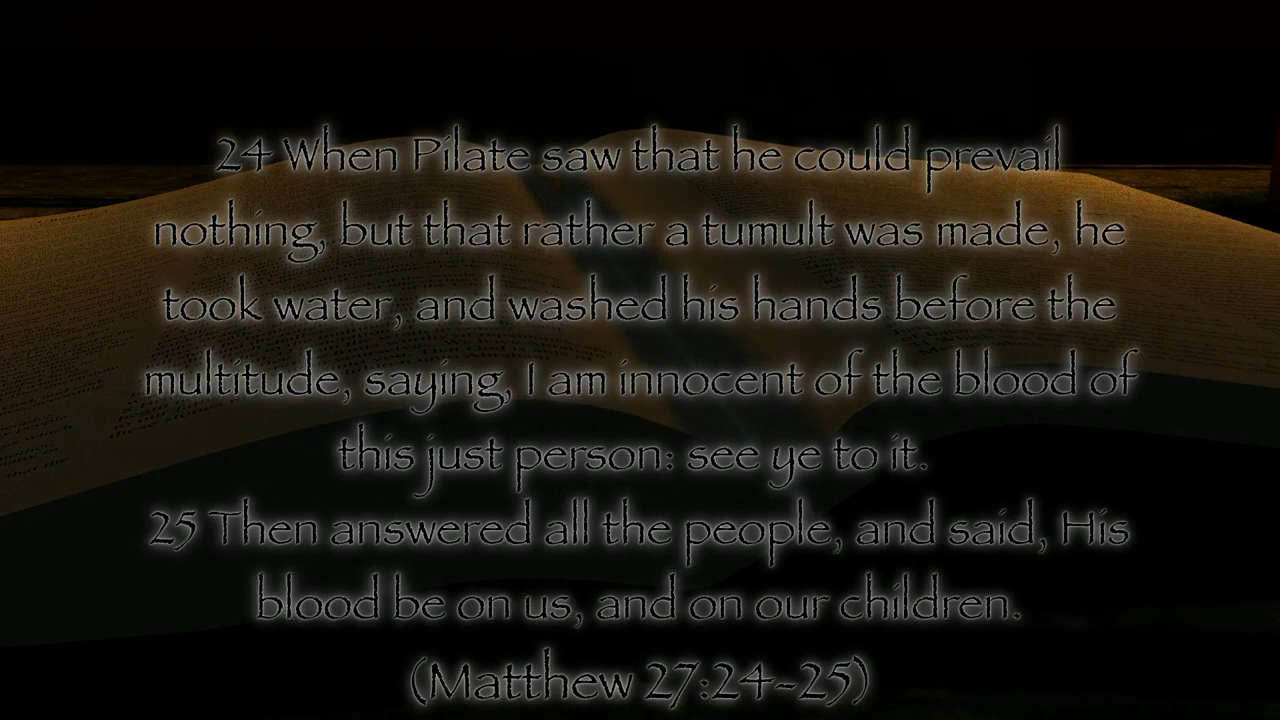 24 When Pilate saw that he could prevail
nothing, but that rather a tumult was made, he
took water, and washed his hands before the
multitude, saying, I am innocent of the blood of
this just person: see ye to it.
25 Then answered all the people, and said, His
blood be on us, and on our children.
(Matthew 27:24-25)